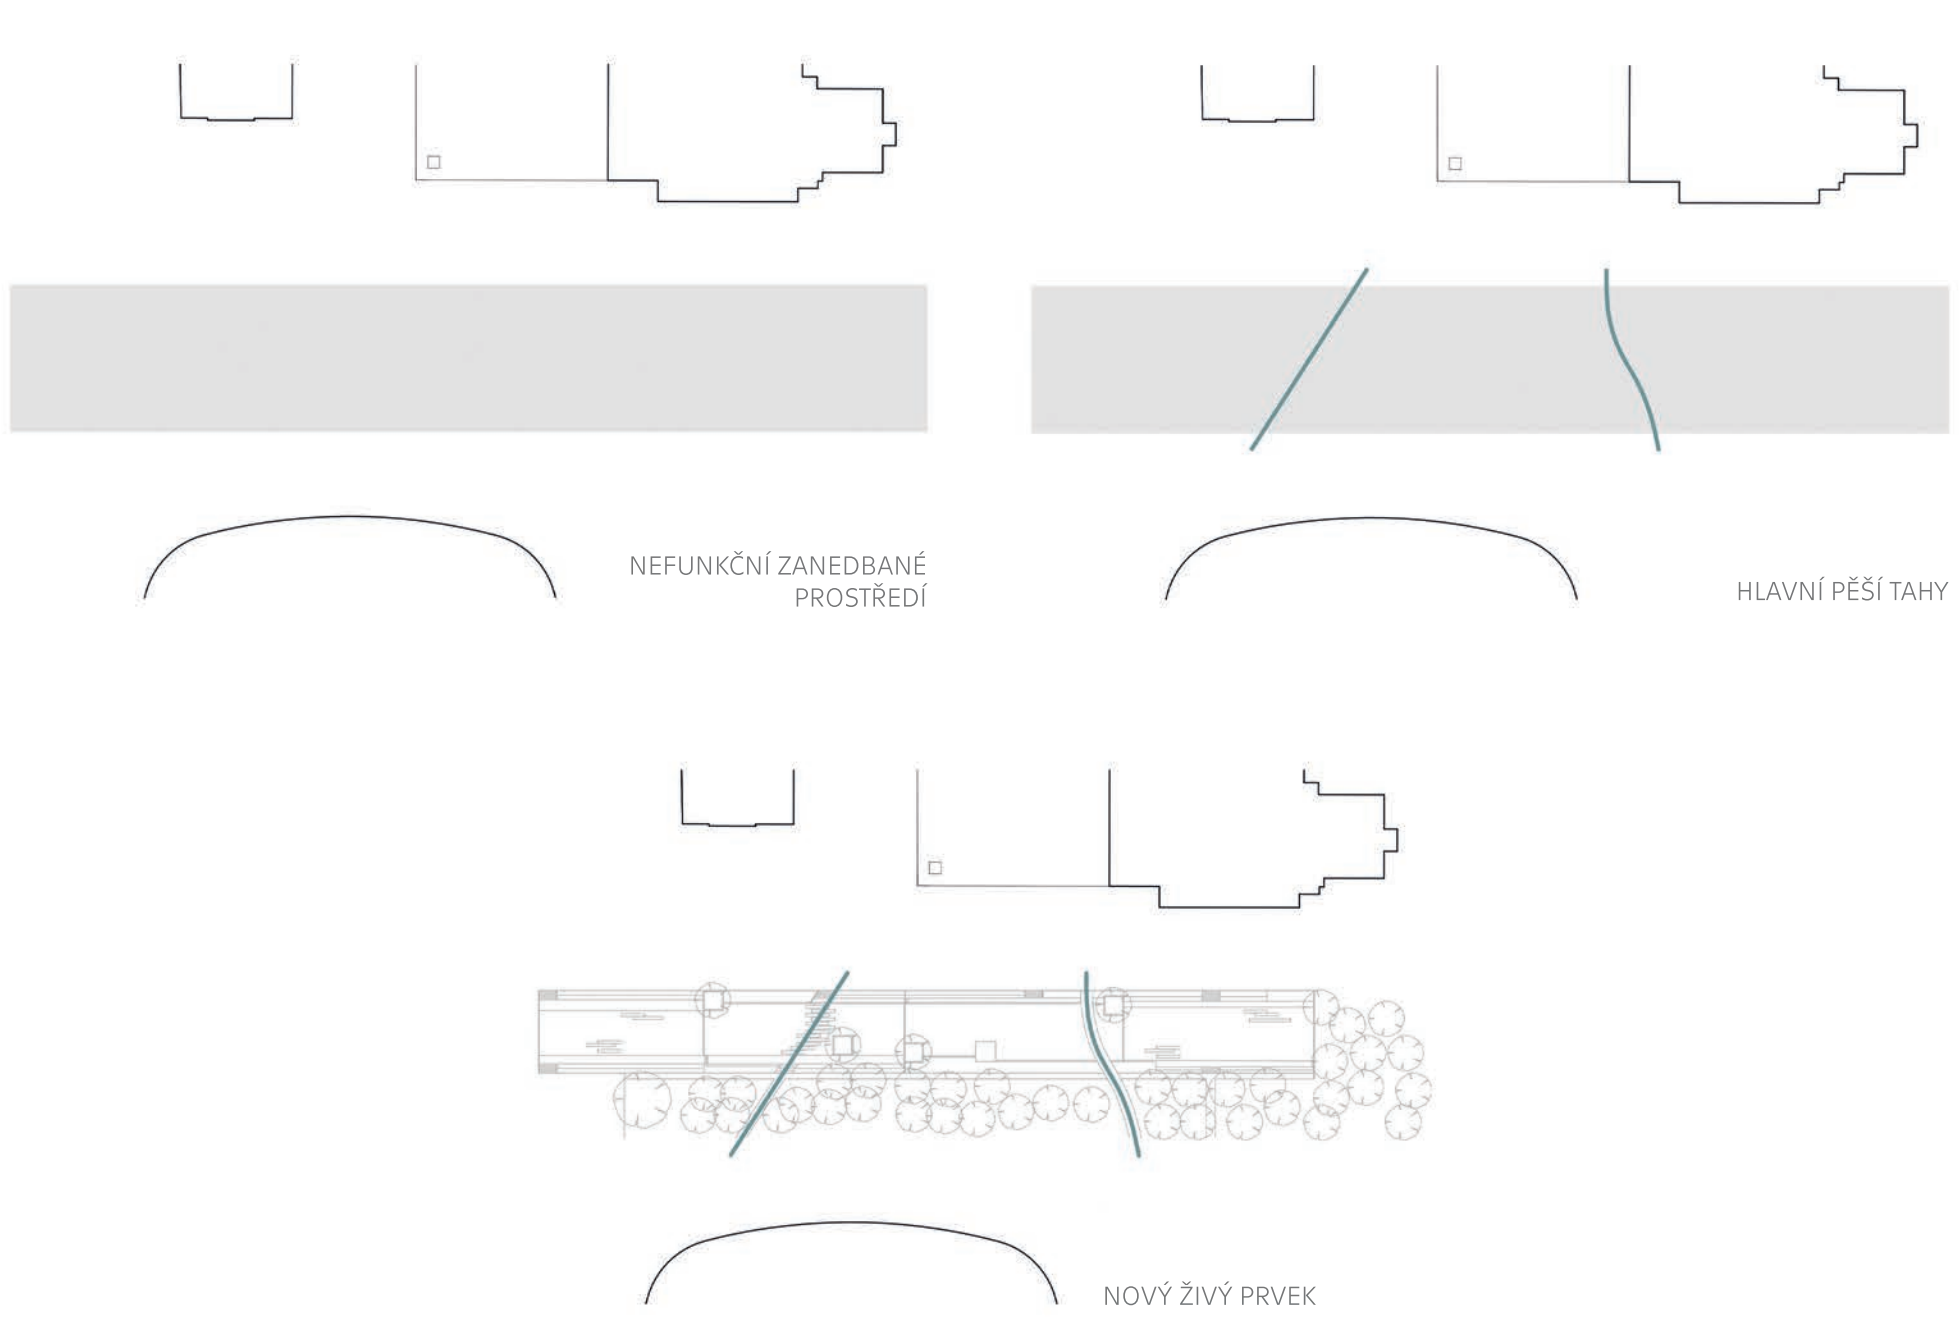 NEFUNKČNÍ ZANEDBANÉ
PROSTŘEDÍ
HLAVNÍ PĚŠÍ TAHY
NOVÝ ŽIVÝ PRVEK